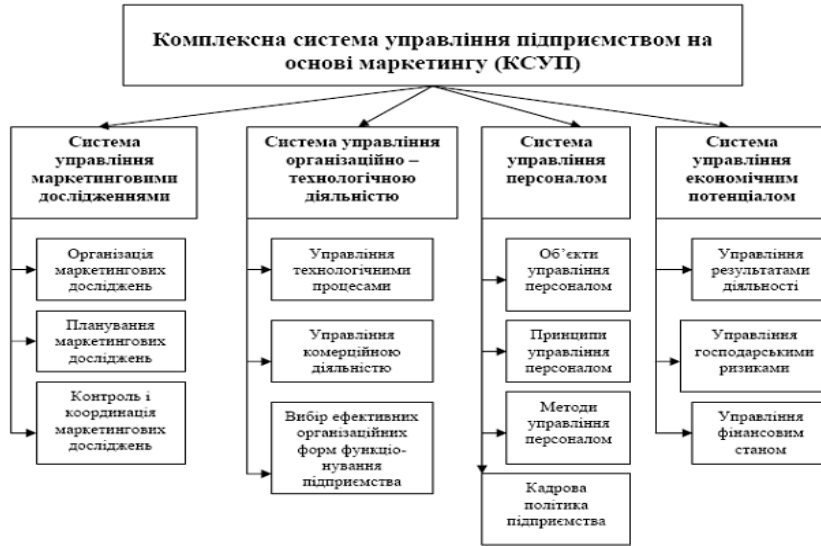 Комплексна система управління підприємством на
основі маркетингу (КСУП)
Система
управління
маркетинговими
дослідженнями
Організація
маркетингових
досліджень
Планування
маркетингових
досліджень
Контроль і
координація
маркетингових
досліджень
Система управління
організаційно –
технологічною
діяльністю
Управління
технологічними
процесами
Управління
комерційною
діяльністю
Вибір ефективних
організаційних
форм функціо-
нування
підприємства
Система
управління
персоналом
Об’єкти
управління
персоналом
Принципи
управління
персоналом
Методи
управління
персоналом
Кадрова
політика
підприємства
Система
управління
економічним
потенціалом
Управління
результатами
діяльності
Управління
господарськими
ризиками
Управління
фінансовим
станом